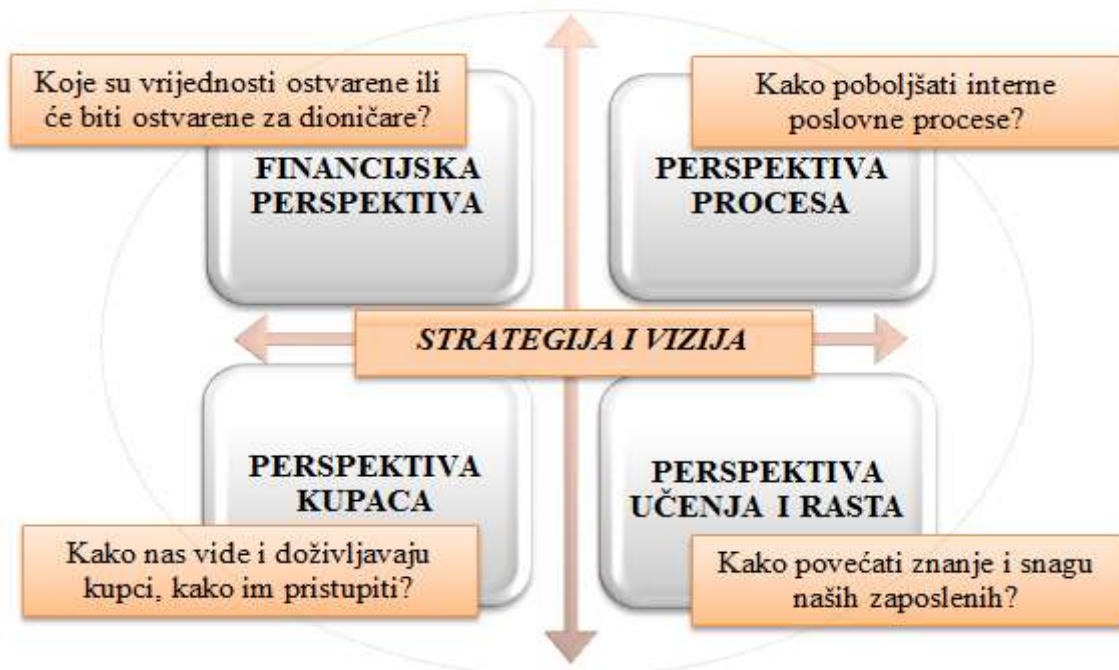 Koje su vrijednosti ostvarene ili
će biti ostvarene za dioničare?
FINANCIJSKA
PERSPEKTIVA
Kako poboljšati interne
poslovne procese?
PERSPEKTIVA
PROCESA
STRATEGIJA I VIZIJA
PERSPEKTIVA
KUPACA
Kako nas vide i doživljavaju
kupci, kako im pristupiti?
PERSPEKTIVA
UČENJA I RASTA
Kako povećati znanje i snagu
naših zaposlenih?